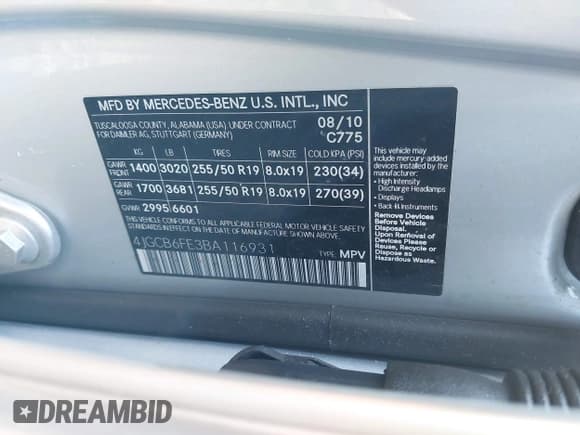 MFD BY MERCEDES-BENZ U.S. INTL., INC
TUSCALOOSA COUNTY, ALABAMA (USA) UNDER CONTRACT
FOR DAIMLER AG, STUTTGART (GERMANY)
08/10
C775
KG LB TIRES RIM SIZE COLD KPA (PSI)
GAWR FRONT 1400 3020 255/50 R19 8.0x19 230(34)
GAWR REAR 1700 3681 255/50 R19 8.0x19 270(39)
GVWR 2995 6601
THIS VEHICLE CONFORMS TO ALL APPLICABLE U.S. FEDERAL MOTOR VEHICLE
SAFETY STANDARDS IN EFFECT ON THE DATE OF MANUFACTURE SHOWN ABOVE.
4JGCB6FE3BA116931
TYPE: MPV
This vehicle may
include mercury-added
devices installed by the
manufacturer:
• High Intensity
Discharge Headlamps
• Displays
• Back-lit Instruments
Remove Devices
Before Vehicle
Disposal.
Upon Removal of
Devices Please
Reuse, Recycle or
Dispose as
Hazardous Waste.
DREAMBID